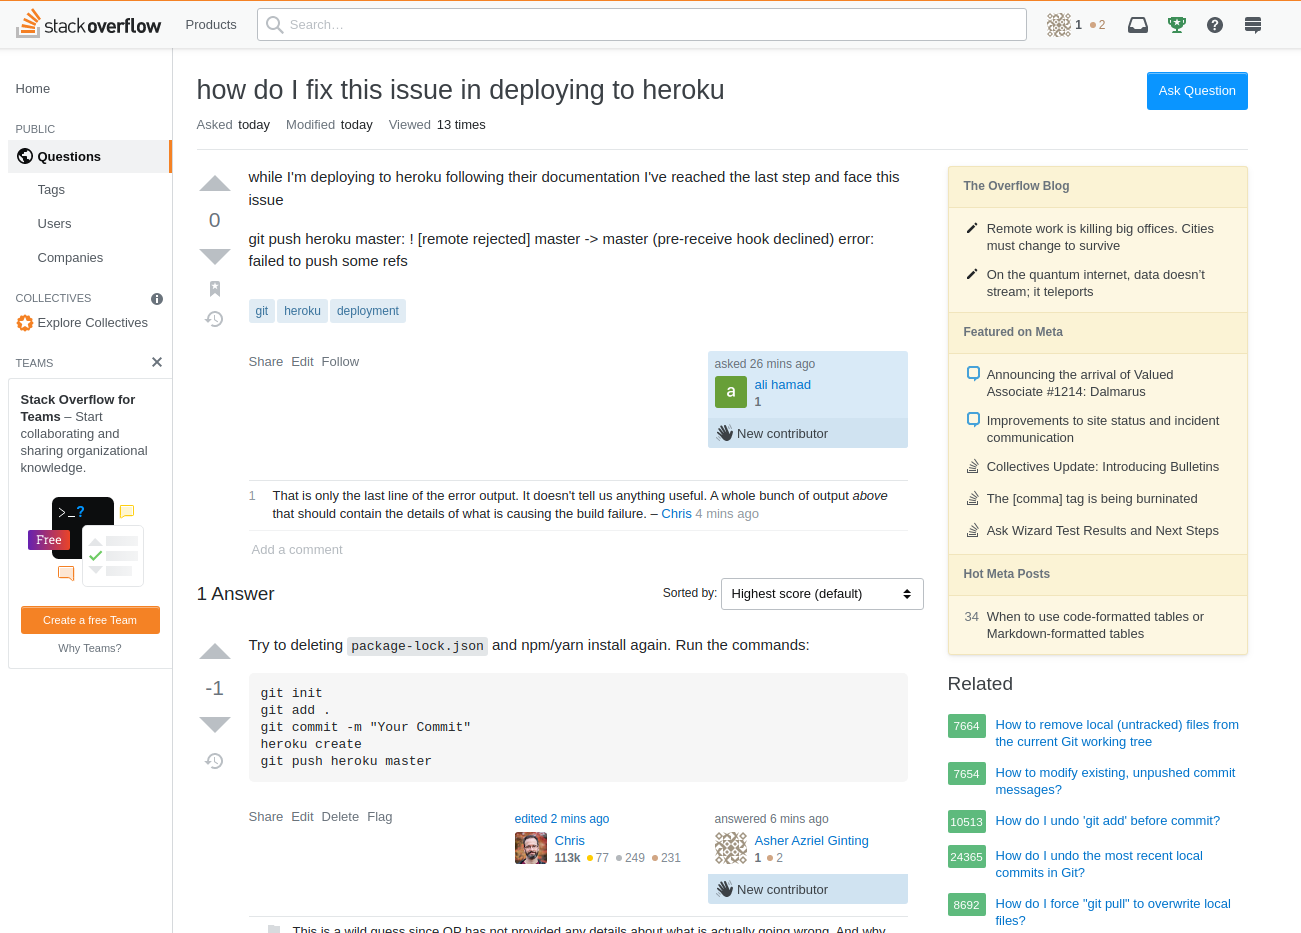 stack overflow
Products
Search…
1
2
Home
PUBLIC
Questions
Tags
Users
Companies
COLLECTIVES
Explore Collectives
TEAMS
Stack Overflow for
Teams – Start
collaborating and
sharing organizational
knowledge.
>_?
Free
Create a free Team
Why Teams?
how do I fix this issue in deploying to heroku
Ask Question
Asked today Modified today Viewed 13 times
0
while I'm deploying to heroku following their documentation I've reached the last step and face this
issue
git push heroku master: ! [remote rejected] master -> master (pre-receive hook declined) error:
failed to push some refs
git heroku deployment
Share Edit Follow
asked 26 mins ago
a
ali hamad
1
New contributor
1 That is only the last line of the error output. It doesn't tell us anything useful. A whole bunch of output above
that should contain the details of what is causing the build failure. – Chris 4 mins ago
Add a comment
1 Answer
Sorted by: Highest score (default)
-1
Try to deleting package-lock.json and npm/yarn install again. Run the commands:
git init
git add .
git commit -m "Your Commit"
heroku create
git push heroku master
Share Edit Delete Flag
edited 2 mins ago
Chris
113k 77 249 231
answered 6 mins ago
Asher Azriel Ginting
1 2
New contributor
This is a wild guess since OP has not provided any details about what is actually going wrong. And why
The Overflow Blog
Remote work is killing big offices. Cities
must change to survive
On the quantum internet, data doesn't
stream; it teleports
Featured on Meta
Announcing the arrival of Valued
Associate #1214: Dalmarus
Improvements to site status and incident
communication
Collectives Update: Introducing Bulletins
The [comma] tag is being burninated
Ask Wizard Test Results and Next Steps
Hot Meta Posts
34 When to use code-formatted tables or
Markdown-formatted tables
Related
7664 How to remove local (untracked) files from
the current Git working tree
7654 How to modify existing, unpushed commit
messages?
10513 How do I undo 'git add' before commit?
24365 How do I undo the most recent local
commits in Git?
8692 How do I force "git pull" to overwrite local
files?